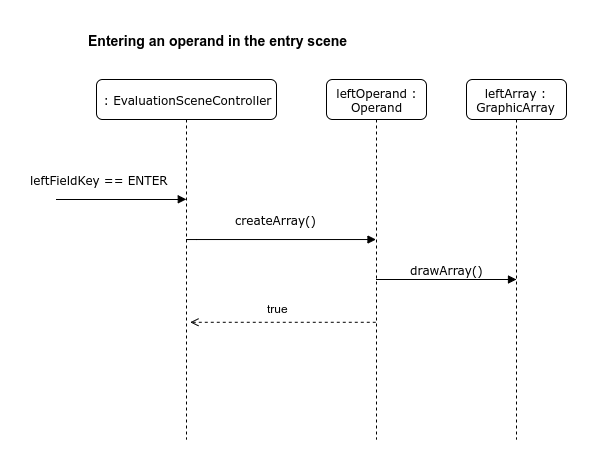 Entering an operand in the entry scene
: EvaluationSceneController
leftOperand :
Operand
leftArray :
GraphicArray
leftFieldKey == ENTER
createArray()
drawArray()
true